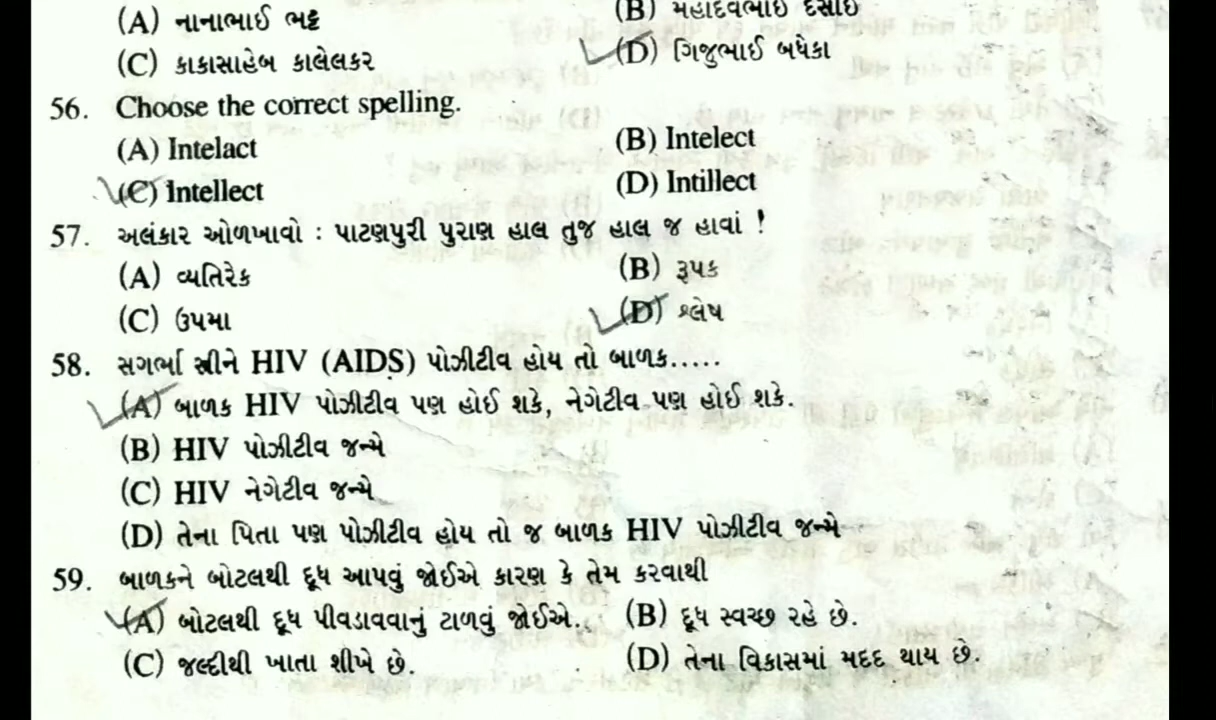 (A) નાનાભાઈ ભટ્ટ
(B) મહાદેવભાઈ દેસાઈ
(C) કાકાસાહેબ કાલેલકર
(D) ગિજુભાઈ બધેકા
56. Choose the correct spelling.
(A) Intelact
(B) Intelect
(C) Intellect
(D) Intillect
57. અલંકાર ઓળખાવો : પાટણપુરી પુરાણ હાલ તુજ હાલ જ હાવાં !
(A) વ્યતિરેક
(B) રૂપક
(C) ઉપમા
(D) શ્લેષ
58. સગર્ભા સ્ત્રીને HIV (AIDS) પોઝીટીવ હોય તો બાળક.....
(A) બાળક HIV પોઝીટીવ પણ હોઈ શકે, નેગેટીવ પણ હોઈ શકે.
(B) HIV પોઝીટીવ જન્મે
(C) HIV નેગેટીવ જન્મે
(D) તેના પિતા પણ પોઝીટીવ હોય તો જ બાળક HIV પોઝીટીવ જન્મે
59. બાળકને બોટલથી દૂધ આપવું જોઈએ કારણ કે તેમ કરવાથી
(A) બોટલથી દૂધ પીવડાવવાનું ટાળવું જોઈએ.
(B) દૂધ સ્વચ્છ રહે છે.
(C) જલ્દીથી ખાતા શીખે છે.
(D) તેના વિકાસમાં મદદ થાય છે.